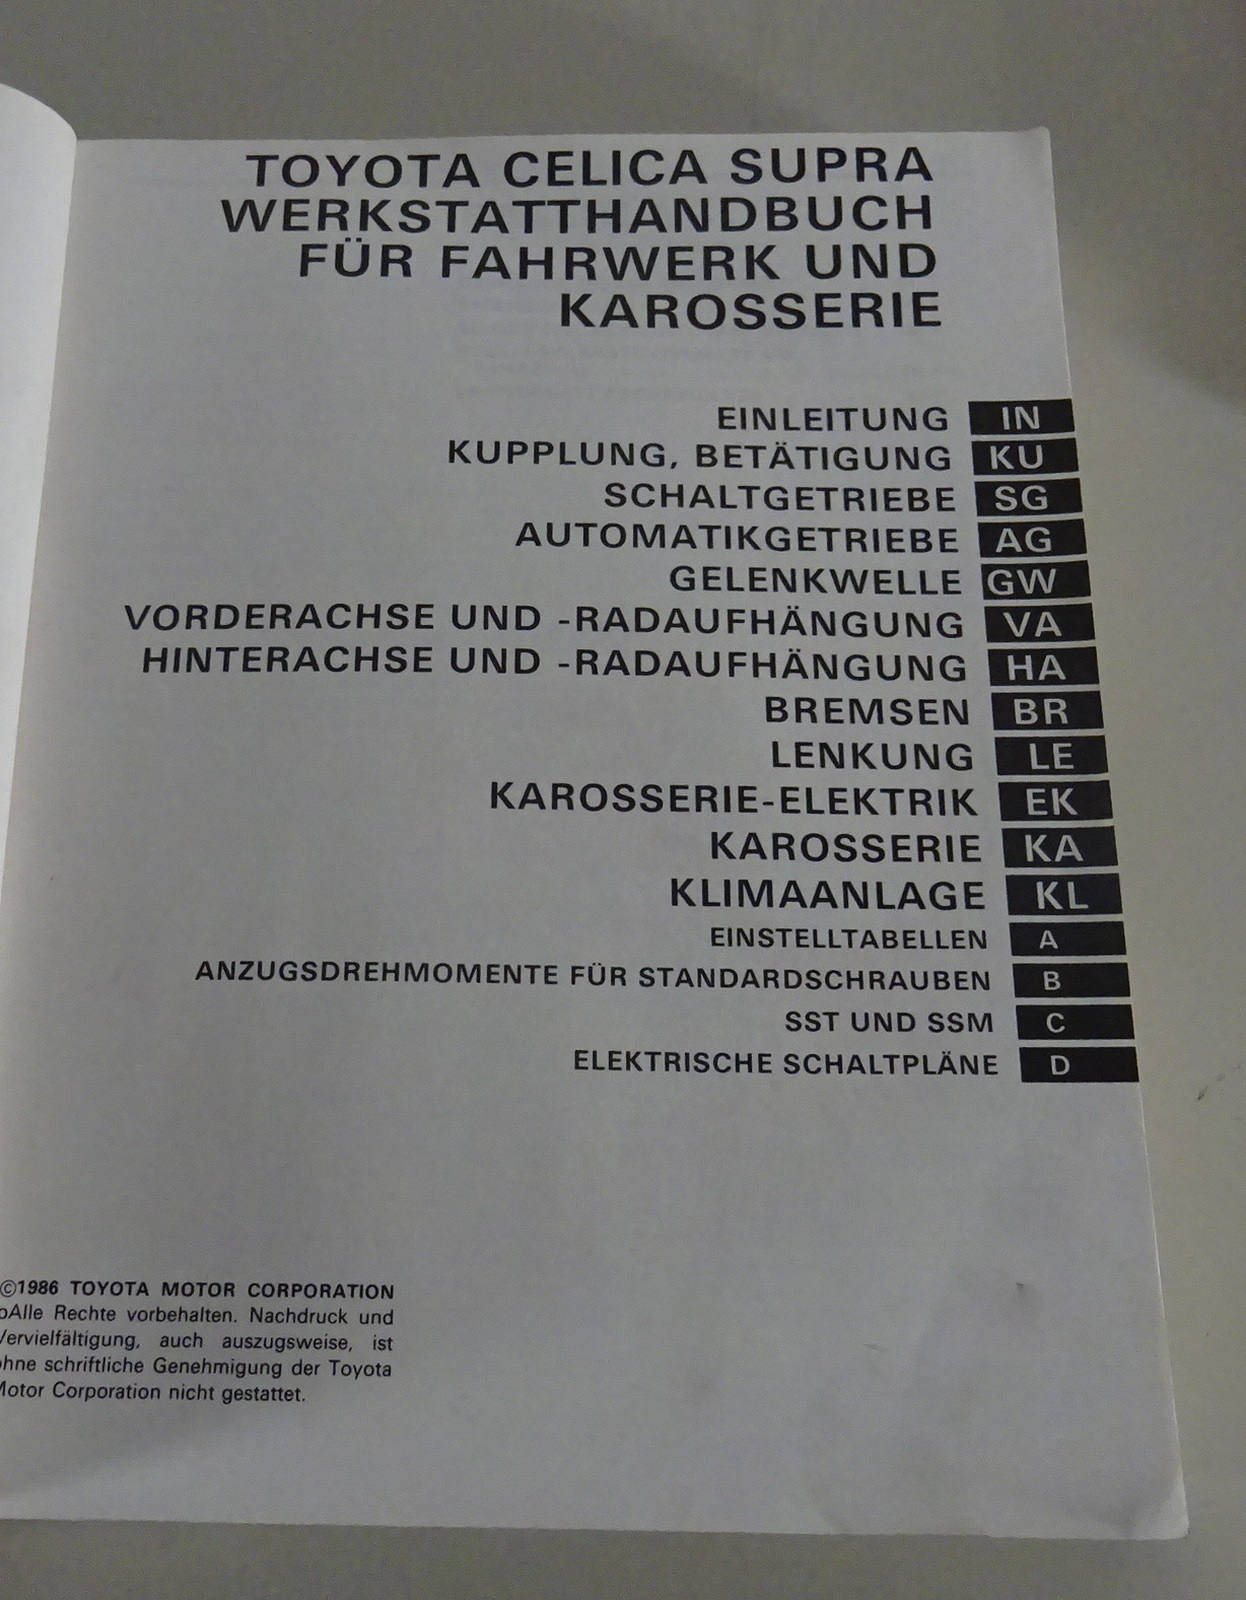 TOYOTA CELICA SUPRA
WERKSTATTHANDBUCH
FÜR FAHRWERK UND
KAROSSERIE
EINLEITUNG IN
KUPPLUNG, BETÄTIGUNG KU
SCHALTGETRIEBE SG
AUTOMATIKGETRIEBE AG
GELENKWELLE GW
VORDERACHSE UND -RADAUFHÄNGUNG VA
HINTERACHSE UND -RADAUFHÄNGUNG HA
BREMSEN BR
LENKUNG LE
KAROSSERIE-ELEKTRIK EK
KAROSSERIE KA
KLIMAANLAGE KL
EINSTELLTABELLEN A
ANZUGSDREHMOMENTE FÜR STANDARDSCHRAUBEN B
SST UND SSM C
ELEKTRISCHE SCHALTPLÄNE D
©1986 TOYOTA MOTOR CORPORATION
Alle Rechte vorbehalten. Nachdruck und
Vervielfältigung, auch auszugsweise, ist
ohne schriftliche Genehmigung der Toyota
Motor Corporation nicht gestattet.